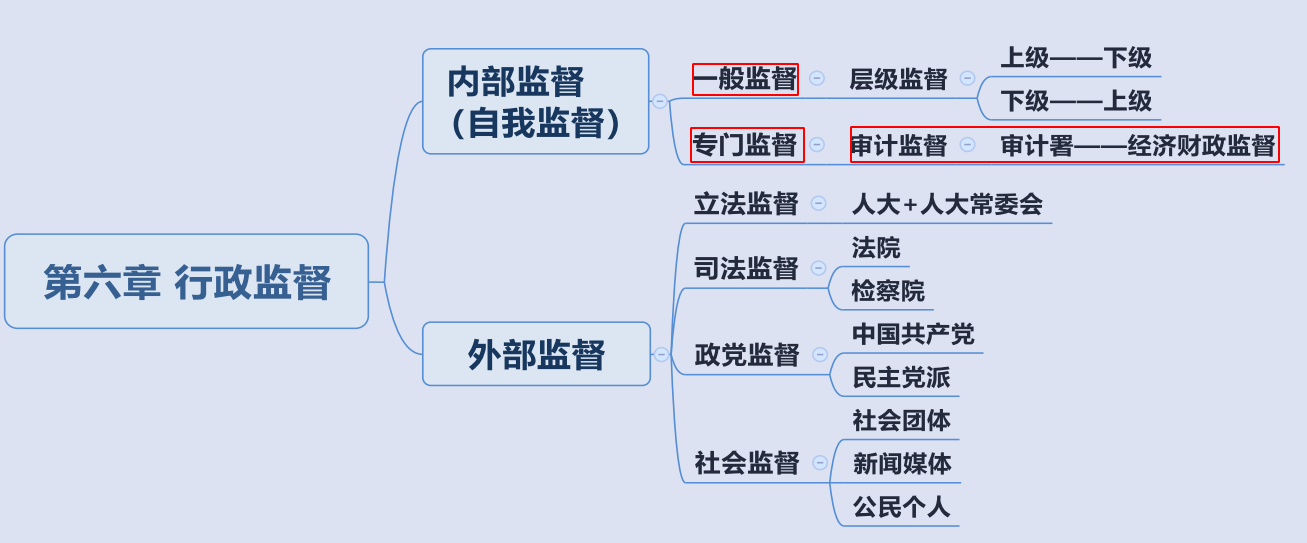 第六章 行政监督
内部监督
(自我监督)
一般监督
层级监督
上级——下级
下级——上级
专门监督
审计监督
审计署——经济财政监督
外部监督
立法监督
人大+人大常委会
司法监督
法院
检察院
政党监督
中国共产党
民主党派
社会监督
社会团体
新闻媒体
公民个人